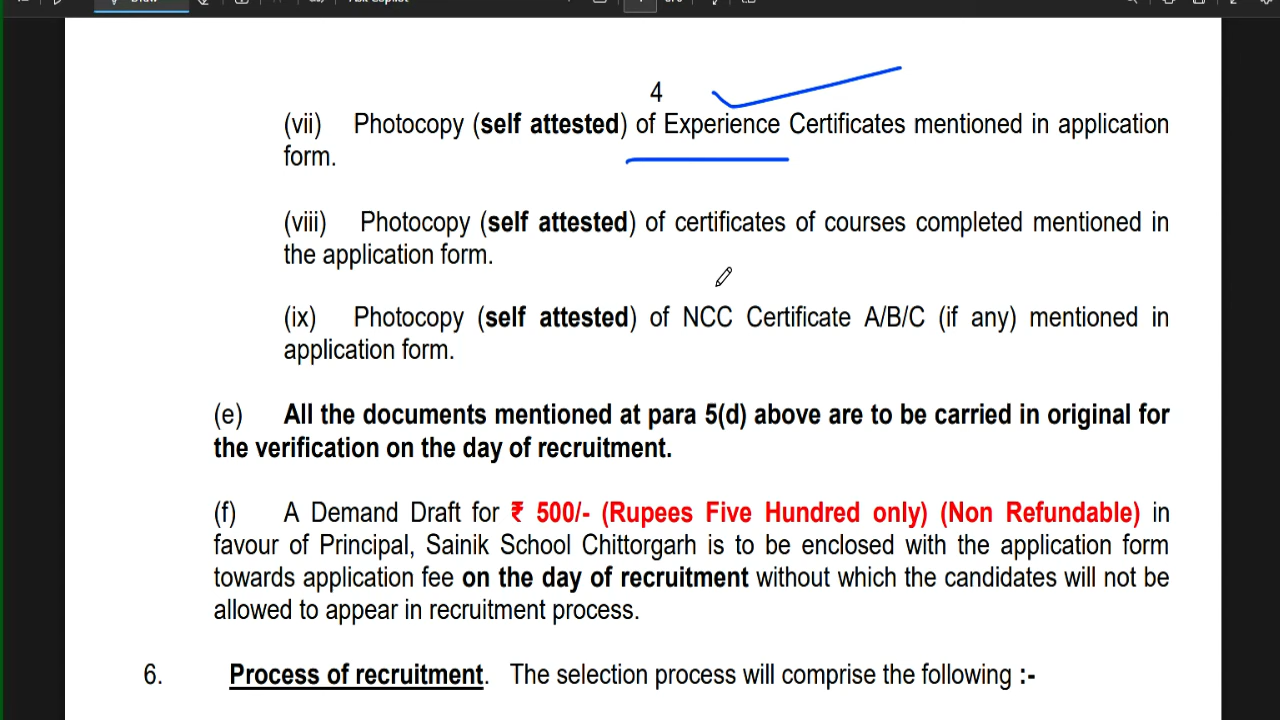 4
(vii) Photocopy (self attested) of Experience Certificates mentioned in application
form.
(viii) Photocopy (self attested) of certificates of courses completed mentioned in
the application form.
(ix) Photocopy (self attested) of NCC Certificate A/B/C (if any) mentioned in
application form.
(e) All the documents mentioned at para 5(d) above are to be carried in original for
the verification on the day of recruitment.
(f) A Demand Draft for ₹ 500/- (Rupees Five Hundred only) (Non Refundable) in
favour of Principal, Sainik School Chittorgarh is to be enclosed with the application form
towards application fee on the day of recruitment without which the candidates will not be
allowed to appear in recruitment process.
6. Process of recruitment. The selection process will comprise the following :-